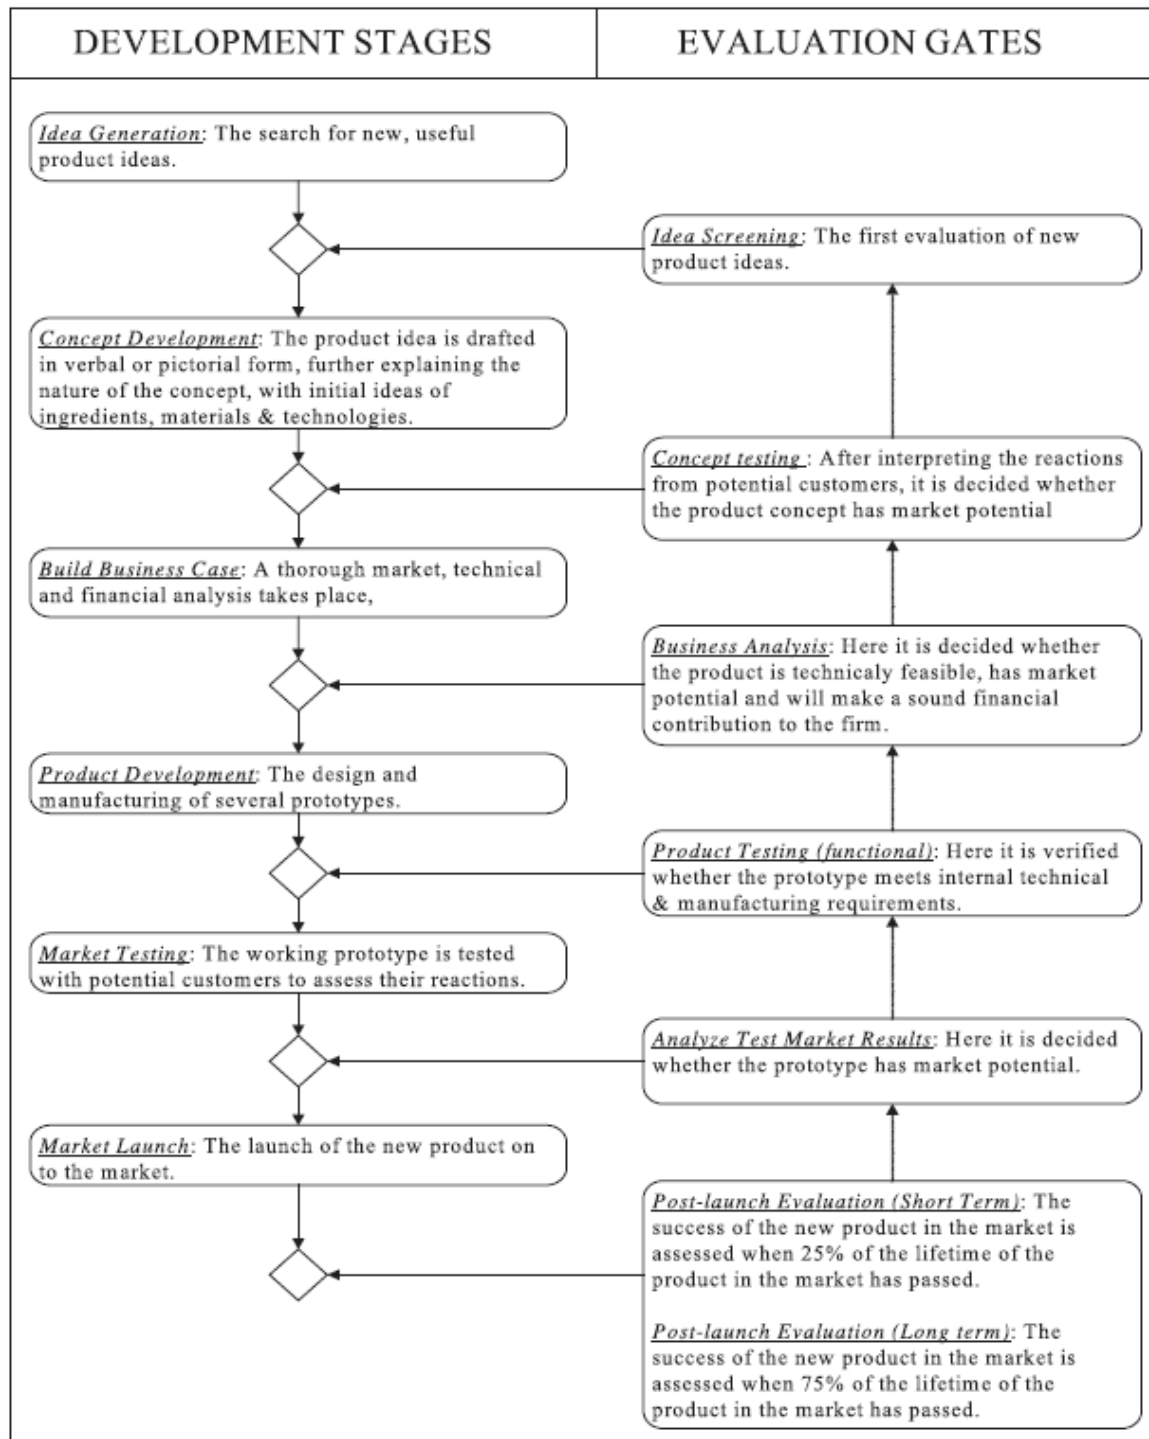 DEVELOPMENT STAGES
EVALUATION GATES
Idea Generation: The search for new, useful
product ideas.
Idea Screening: The first evaluation of new
product ideas.
Concept Development: The product idea is drafted
in verbal or pictorial form, further explaining the
nature of the concept, with initial ideas of
ingredients, materials & technologies.
Concept testing : After interpreting the reactions
from potential customers, it is decided whether
the product concept has market potential
Build Business Case: A thorough market, technical
and financial analysis takes place,
Business Analysis: Here it is decided whether
the product is technicaly feasible, has market
potential and will make a sound financial
contribution to the firm.
Product Development: The design and
manufacturing of several prototypes.
Product Testing (functional): Here it is verified
whether the prototype meets internal technical
& manufacturing requirements.
Market Testing: The working prototype is tested
with potential customers to assess their reactions.
Analyze Test Market Results: Here it is decided
whether the prototype has market potential.
Market Launch: The launch of the new product on
to the market.
Post-launch Evaluation (Short Term): The
success of the new product in the market is
assessed when 25% of the lifetime of the
product in the market has passed.
Post-launch Evaluation (Long term): The
success of the new product in the market is
assessed when 75% of the lifetime of the
product in the market has passed.